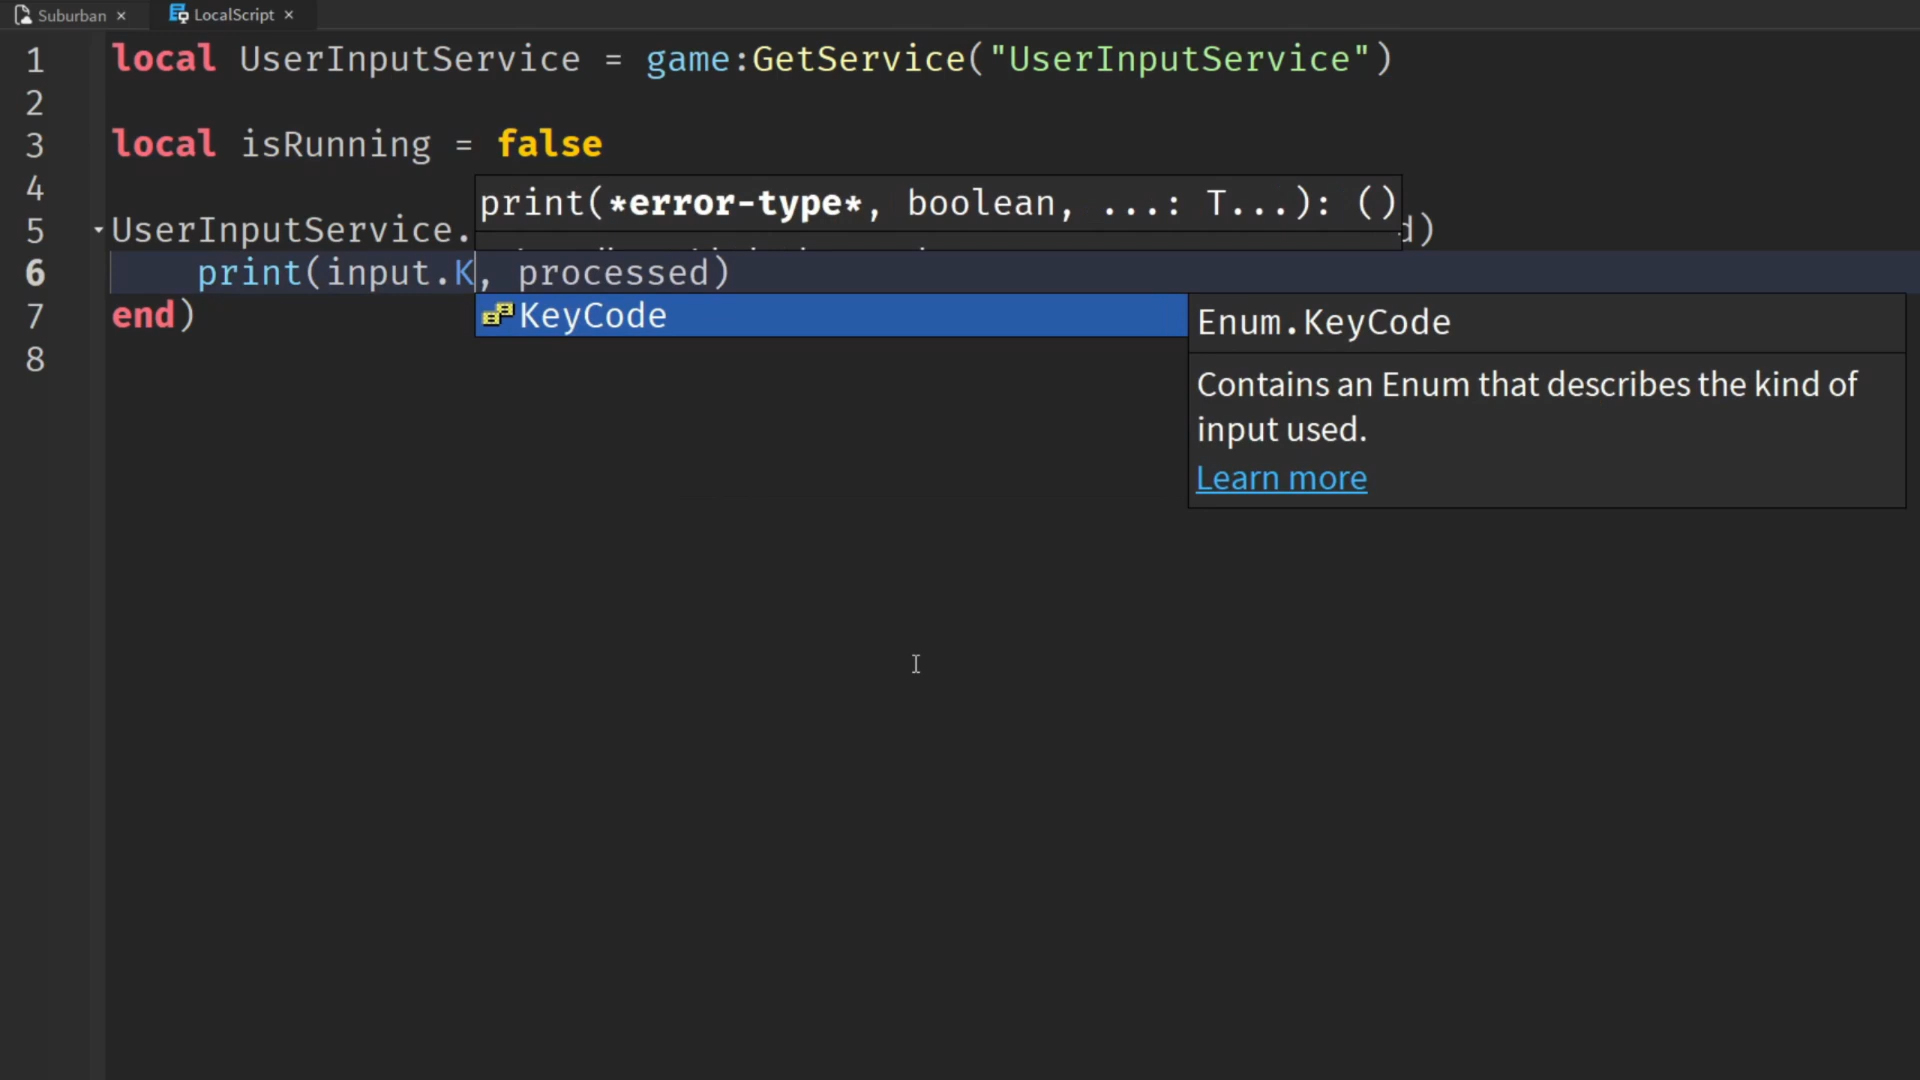 Suburban ×
LocalScript ×
1 local UserInputService = game:GetService("UserInputService")
2
3 local isRunning = false
4
print(*error-type*, boolean, ...: T...): ()
5 UserInputService. d)
6 print(input.K, processed)
7 end)
KeyCode
Enum.KeyCode
8
Contains an Enum that describes the kind of
input used.
Learn more